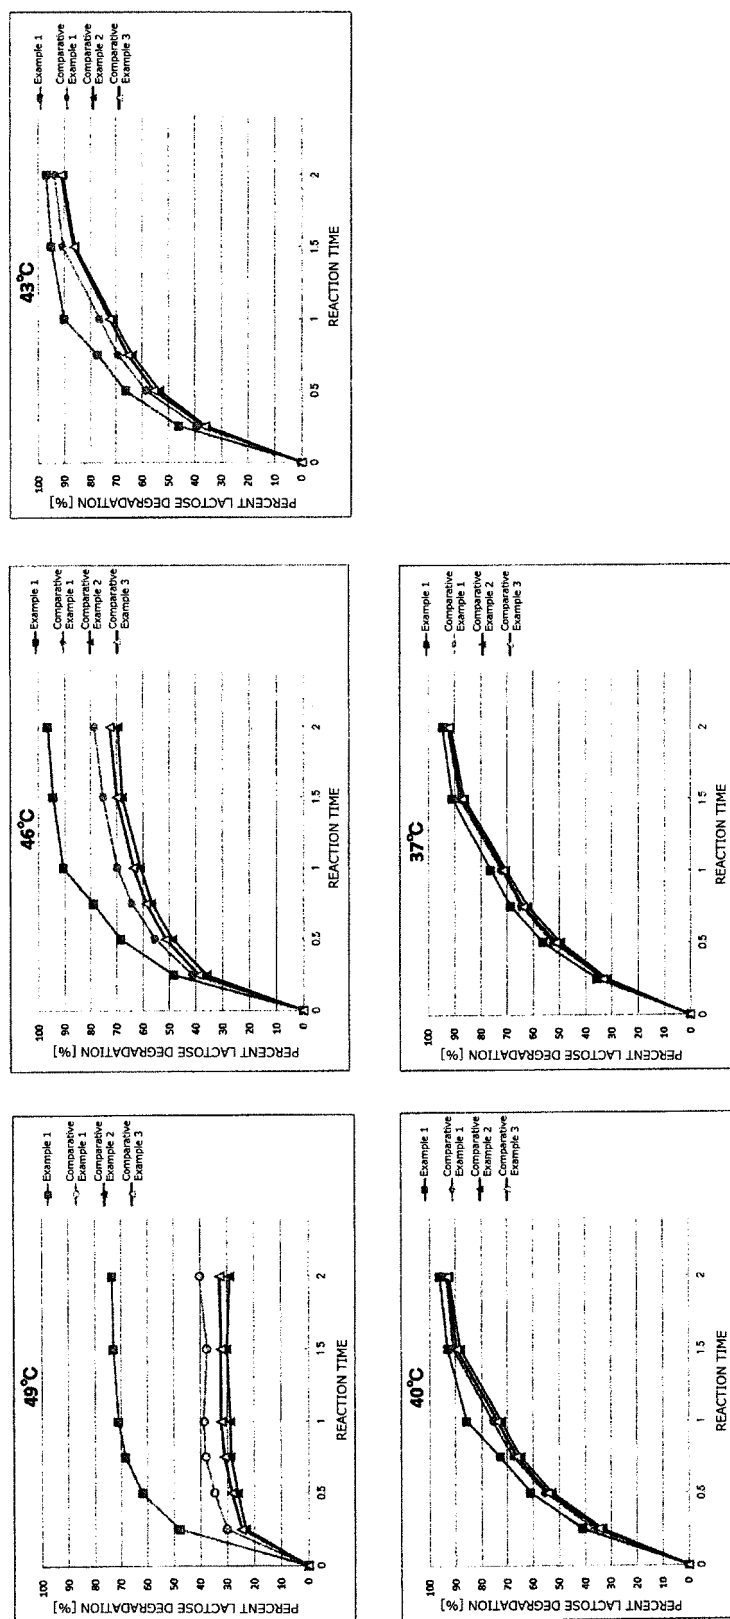 49°C
PERCENT LACTOSE DEGRADATION [%]
100
90
80
70
60
50
40
30
20
10
0
0
0.5
1
1.5
2
REACTION TIME
Example 1
Comparative
Example 1
Comparative
Example 2
Comparative
Example 3
46°C
PERCENT LACTOSE DEGRADATION [%]
100
90
80
70
60
50
40
30
20
10
0
0
0.5
1
1.5
2
REACTION TIME
Example 1
Comparative
Example 1
Comparative
Example 2
Comparative
Example 3
43°C
PERCENT LACTOSE DEGRADATION [%]
100
90
80
70
60
50
40
30
20
10
0
0
0.5
1
1.5
2
REACTION TIME
Example 1
Comparative
Example 1
Comparative
Example 2
Comparative
Example 3
40°C
PERCENT LACTOSE DEGRADATION [%]
100
90
80
70
60
50
40
30
20
10
0
0
0.5
1
1.5
2
REACTION TIME
Example 1
Comparative
Example 1
Comparative
Example 2
Comparative
Example 3
37°C
PERCENT LACTOSE DEGRADATION [%]
100
90
80
70
60
50
40
30
20
10
0
0
0.5
1
1.5
2
REACTION TIME
Example 1
Comparative
Example 1
Comparative
Example 2
Comparative
Example 3